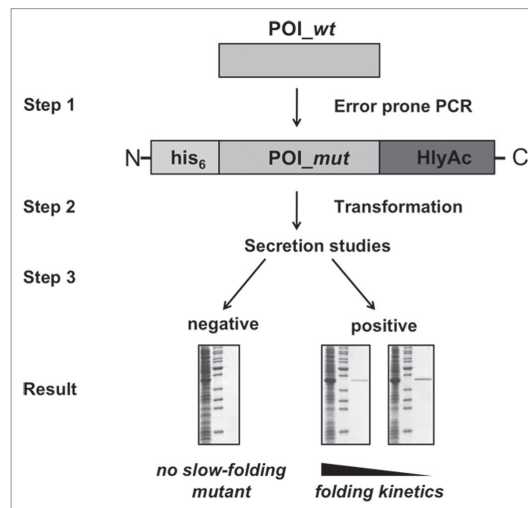 POI_wt
Step 1
Error prone PCR
N his6 POI_mut HlyAc C
Step 2
Transformation
Secretion studies
Step 3
negative
positive
Result
no slow-folding
mutant
folding kinetics